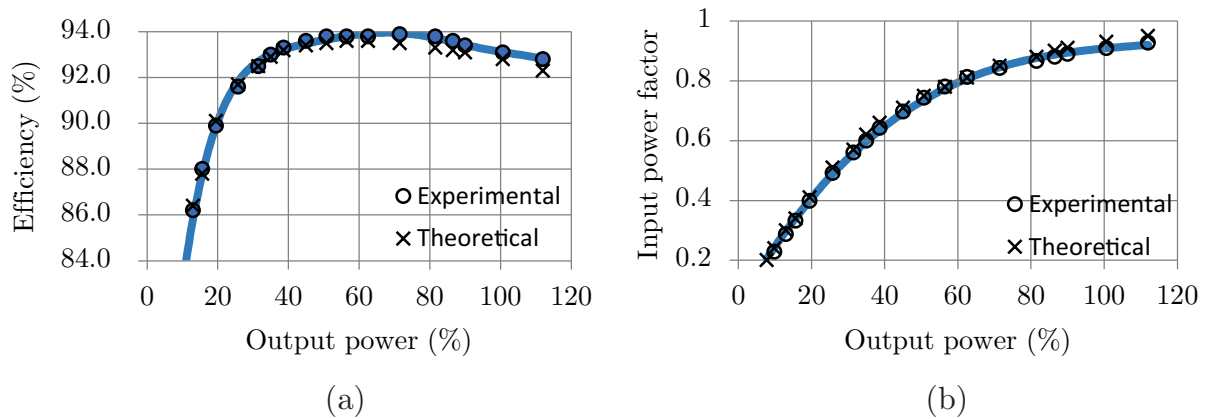 Efficiency (%)
94.0
92.0
90.0
88.0
86.0
84.0
Experimental
Theoretical
0 20 40 60 80 100 120
Output power (%)
(a)
Input power factor
1
0.8
0.6
0.4
0.2
Experimental
Theoretical
0 20 40 60 80 100 120
Output power (%)
(b)